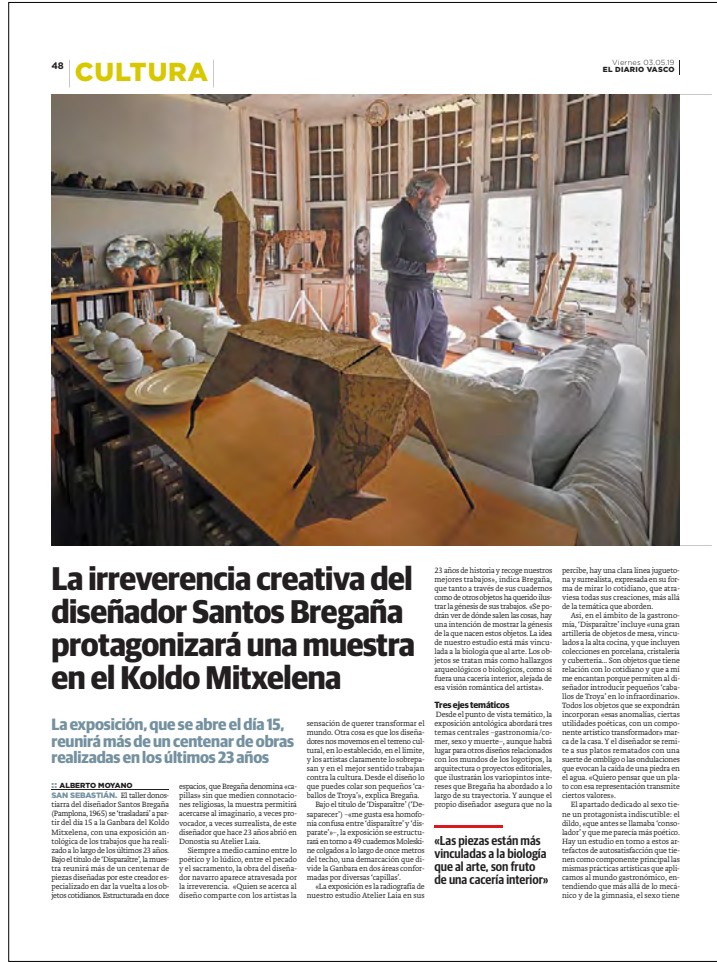 48
CULTURA
Viernes 03.05.19
EL DIARIO VASCO
La irreverencia creativa del
diseñador Santos Bregaña
protagonizará una muestra
en el Koldo Mitxelena
La exposición, que se abre el día 15,
reunirá más de un centenar de obras
realizadas en los últimos 23 años
:: ALBERTO MOYANO
SAN SEBASTIÁN. El taller donos-
tiarra del diseñador Santos Bregaña
(Pamplona, 1965) se 'trasladará' a par-
tir del día 15 a la Ganbara del Koldo
Mitxelena, con una exposición an-
tológica de los trabajos que ha reali-
zado a lo largo de los últimos 23 años.
Bajo el título de 'Disparaître', la mues-
tra reunirá más de un centenar de
piezas diseñadas por este creador es-
pecializado en dar la vuelta a los ob-
jetos cotidianos. Estructurada en doce
espacios, que Bregaña denomina «ca-
pillas» sin que medien connotacio-
nes religiosas, la muestra permitirá
acercarse al imaginario, a veces pro-
vocador, a veces surrealista, de este
diseñador que hace 23 años abrió en
Donostia su Atelier Laia.
Siempre a medio camino entre lo
poético y lo lúdico, entre el pecado
y el sacramento, la obra del diseña-
dor navarro aparece atravesada por
la irreverencia. «Quien se acerca al
diseño comparte con los artistas la
sensación de querer transformar el
mundo. Otra cosa es que los diseña-
dores nos movemos en el terreno cul-
tural, en lo establecido, en el límite,
y los artistas claramente lo sobrepa-
san y en el mejor sentido trabajan
contra la cultura. Desde el diseño lo
que puedes colar son pequeños 'ca-
ballos de Troya'», explica Bregaña.
Bajo el título de 'Disparaître' ('De-
saparecer') –«me gusta esa homofo-
nía confusa entre 'disparaître' y 'dis-
parate'»–, la exposición se estructu-
rará en torno a 49 cuadernos Moleski-
ne colgados a lo largo de once metros
del techo, una demarcación que di-
vide la Ganbara en dos áreas confor-
madas por diversas 'capillas'.
«La exposición es la radiografía de
nuestro estudio Atelier Laia en sus
23 años de historia y recoge nuestros
mejores trabajos», indica Bregaña,
que tanto a través de sus cuadernos
como de otros objetos ha querido ilus-
trar la génesis de sus trabajos. «Se po-
drán ver de dónde salen las cosas, hay
una intención de mostrar la génesis
de la que nacen estos objetos. La idea
de nuestro estudio está más vincu-
lada a la biología que al arte. Los ob-
jetos se tratan más como hallazgos
arqueológicos o biológicos, como si
fuera una cacería interior, alejada de
esa visión romántica del artista».
Tres ejes temáticos
Desde el punto de vista temático, la
exposición antológica abordará tres
temas centrales –gastronomía/co-
mer, sexo y muerte–, aunque habrá
lugar para otros diseños relacionados
con los mundos de los logotipos, la
arquitectura o proyectos editoriales,
que ilustrarán los variopintos inte-
reses que Bregaña ha abordado a lo
largo de su trayectoria. Y aunque el
propio diseñador asegura que no la
«Las piezas están más
vinculadas a la biología
que al arte, son fruto
de una cacería interior»
percibe, hay una clara línea jugueto-
na y surrealista, expresada en su for-
ma de mirar lo cotidiano, que atra-
viesa todas sus creaciones, más allá
de la temática que aborden.
Así, en el ámbito de la gastrono-
mía, 'Disparaître' incluye «una gran
artillería de objetos de mesa, vincu-
lados a la alta cocina, y que incluyen
colecciones en porcelana, cristalería
y cubertería... Son objetos que tiene
relación con lo cotidiano y que a mí
me encantan porque permiten al di-
señador introducir pequeños 'caba-
llos de Troya' en lo infraordinario».
Todos los objetos que se expondrán
incorporan «esas anomalías, ciertas
utilidades poéticas, con un compo-
nente artístico transformador» mar-
ca de la casa. Y el diseñador se remi-
te a sus platos rematados con una
suerte de ombligo o las ondulaciones
que evocan la caída de una piedra en
el agua. «Quiero pensar que un pla-
to con esa representación transmite
ciertos valores».
El apartado dedicado al sexo tie-
ne un protagonista indiscutible: el
dildo, «que antes se llamaba 'conso-
lador' y que me parecía más poético.
Hay un estudio en torno a estos ar-
tefactos de autosatisfacción que tie-
nen como componente principal las
mismas prácticas artísticas que apli-
camos al mundo gastronómico, en-
tendiendo que más allá de lo mecá-
nico y de la gimnasia, el sexo tiene